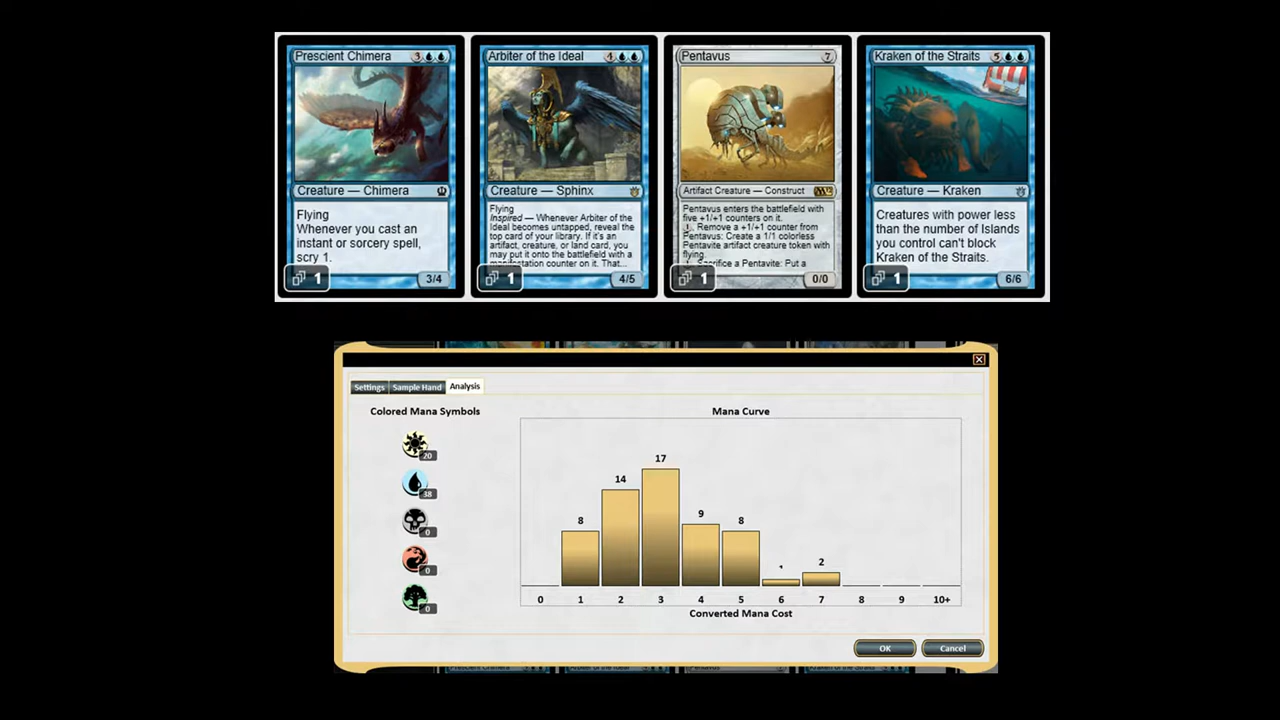 Prescient Chimera 3
Creature — Chimera
Flying
Whenever you cast an
instant or sorcery spell,
scry 1.
1
3/4
Arbiter of the Ideal 4
Creature — Sphinx
Flying
Inspired — Whenever Arbiter of the
Ideal becomes untapped, reveal the
top card of your library. If it's an
artifact, creature, or land card, you
may put it onto the battlefield with a
manifestation counter on it. That...
1
4/5
Pentavus 7
Artifact Creature — Construct
Pentavus enters the battlefield with
five +1/+1 counters on it.
1, Remove a +1/+1 counter from
Pentavus: Create a 1/1 colorless
Pentavite artifact creature token with
flying.
1, Sacrifice a Pentavite: Put a
1
0/0
Kraken of the Straits 5
Creature — Kraken
Creatures with power less
than the number of Islands
you control can't block
Kraken of the Straits.
1
6/6
Settings Sample Hand Analysis
Colored Mana Symbols
20
38
0
0
0
Mana Curve
8 14 17 9 8 1 2
0 1 2 3 4 5 6 7 8 9 10+
Converted Mana Cost
OK Cancel